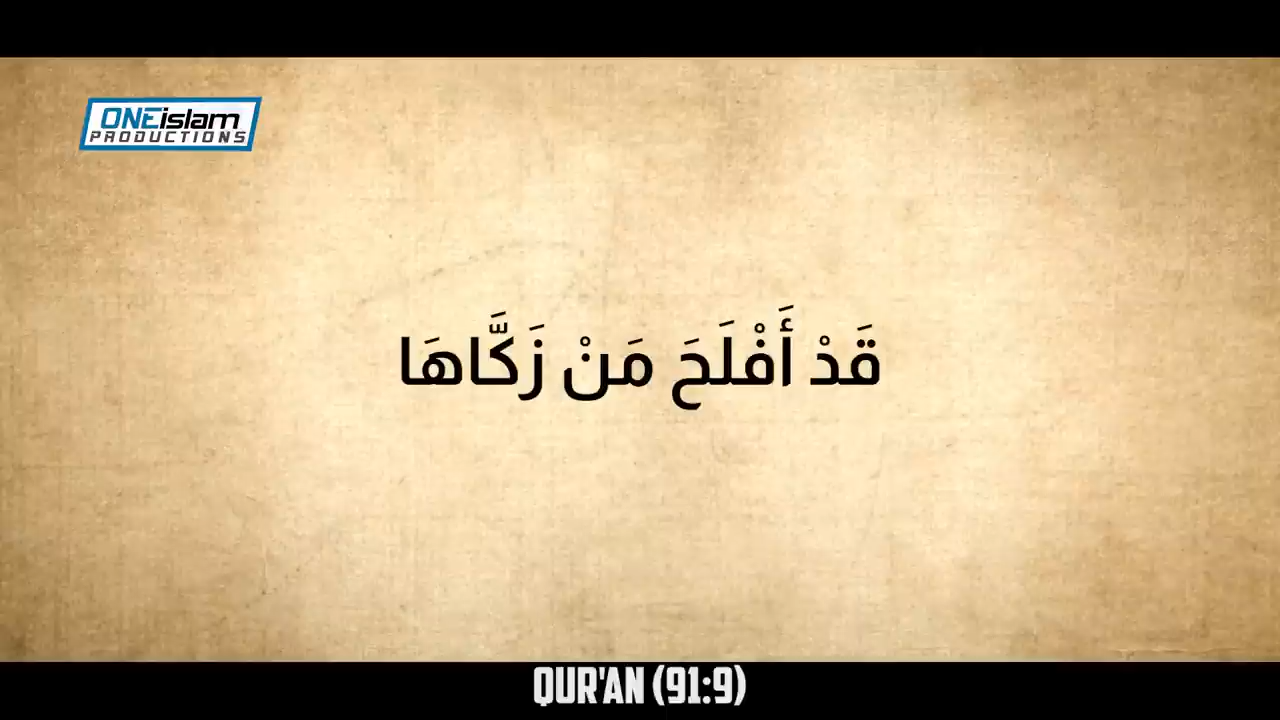 ONEislam
PRODUCTIONS
قَدْ أَفْلَحَ مَنْ زَكَّاهَا
QUR'AN (91:9)